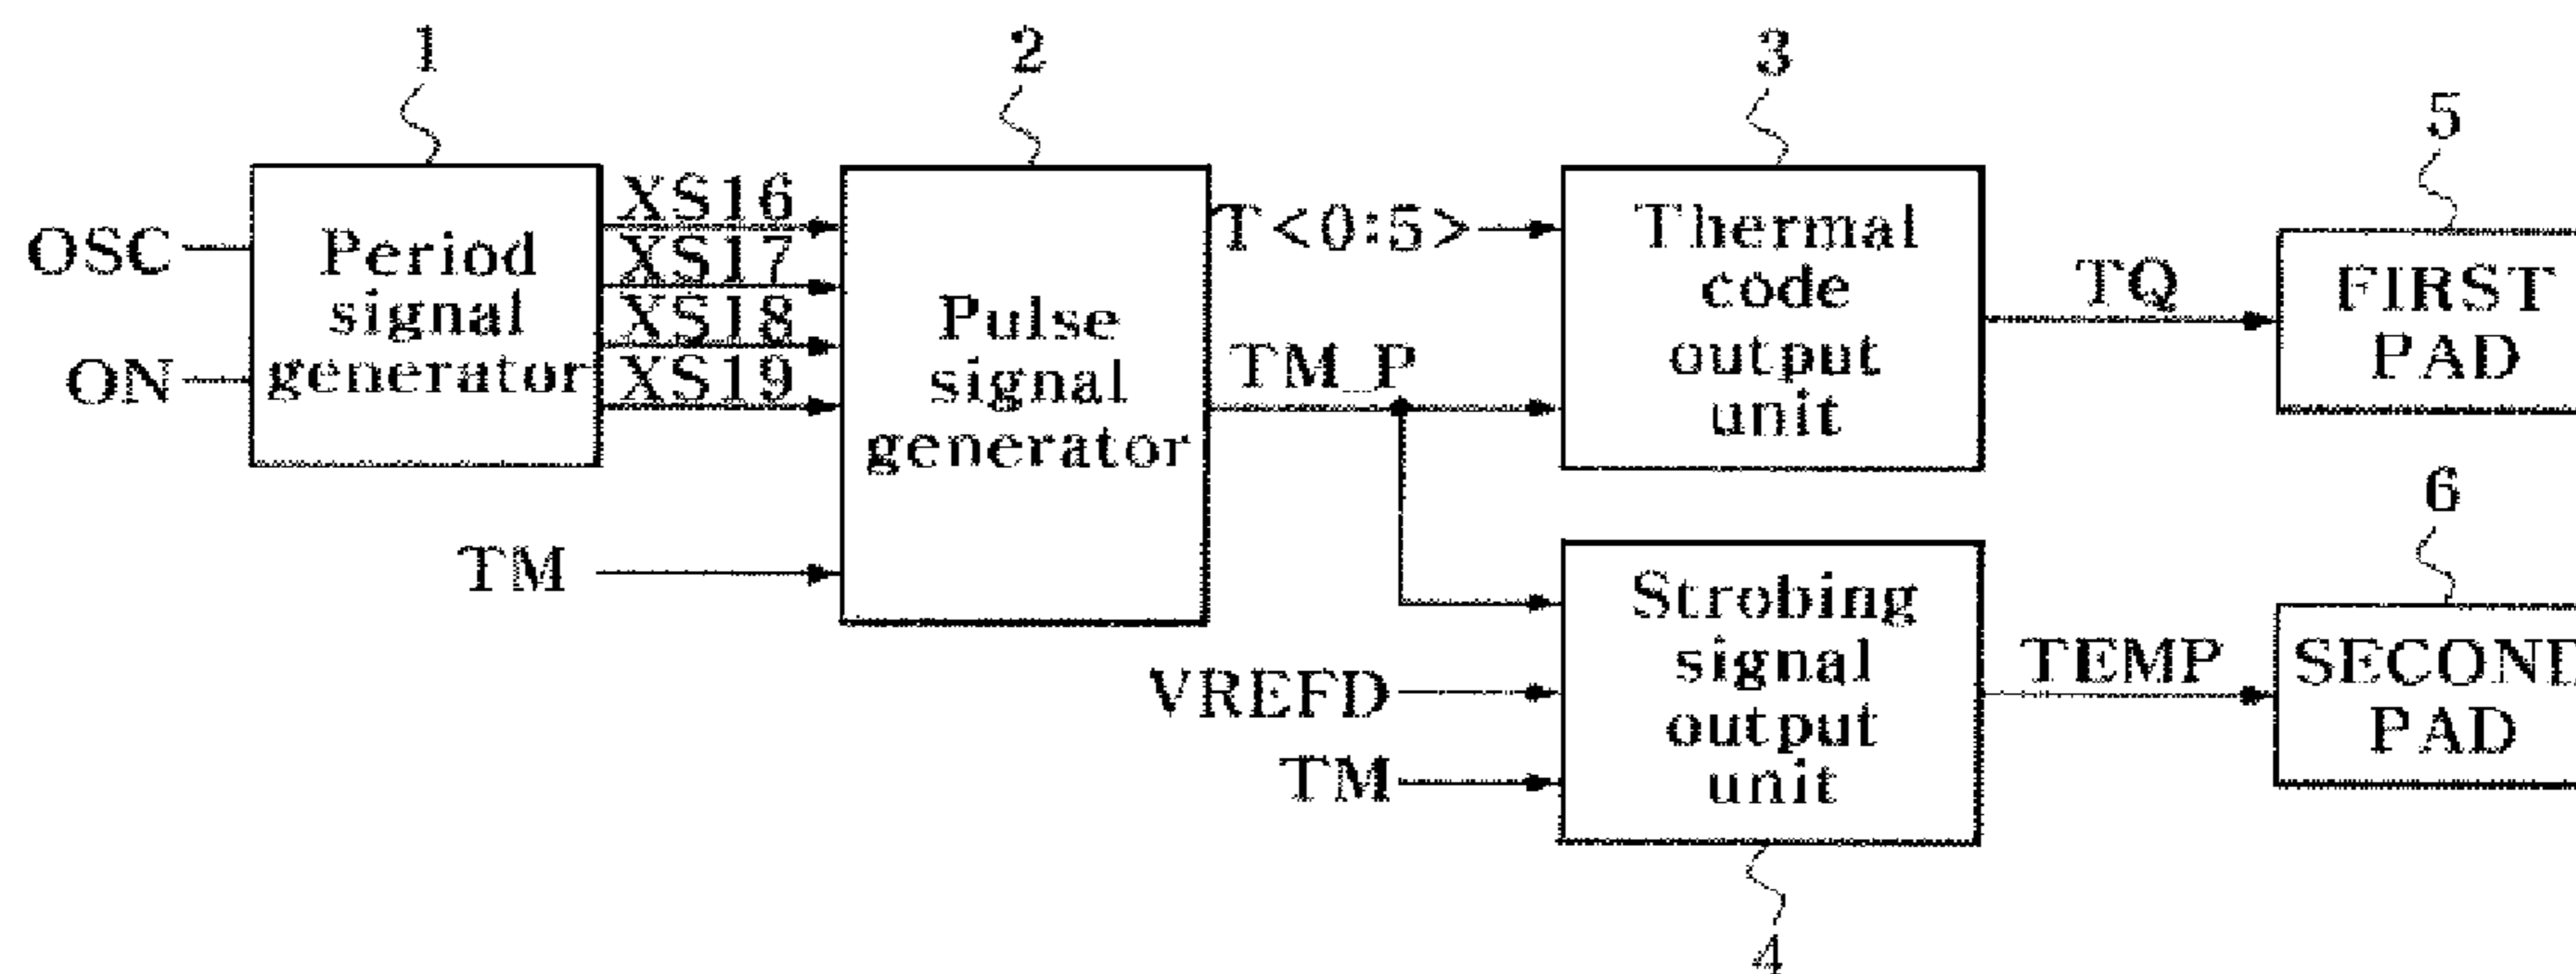 1
2
3
5
OSC
ON
Period
signal
generator
XS16
XS17
XS18
XS19
TM
Pulse
signal
generator
T<0:5>
TM_P
Thermal
code
output
unit
TQ
FIRST
PAD
6
VREFD
TM
Strobing
signal
output
unit
TEMP
SECOND
PAD
4